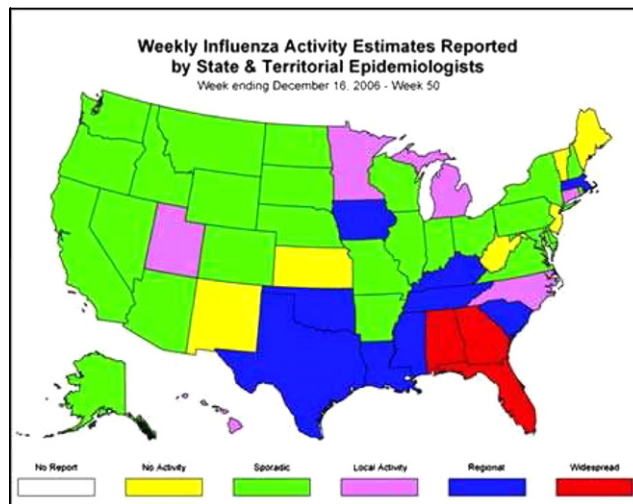 Weekly Influenza Activity Estimates Reported
by State & Territorial Epidemiologists
Week ending December 16, 2006 - Week 50
No Report No Activity Sporadic Local Activity Regional Widespread